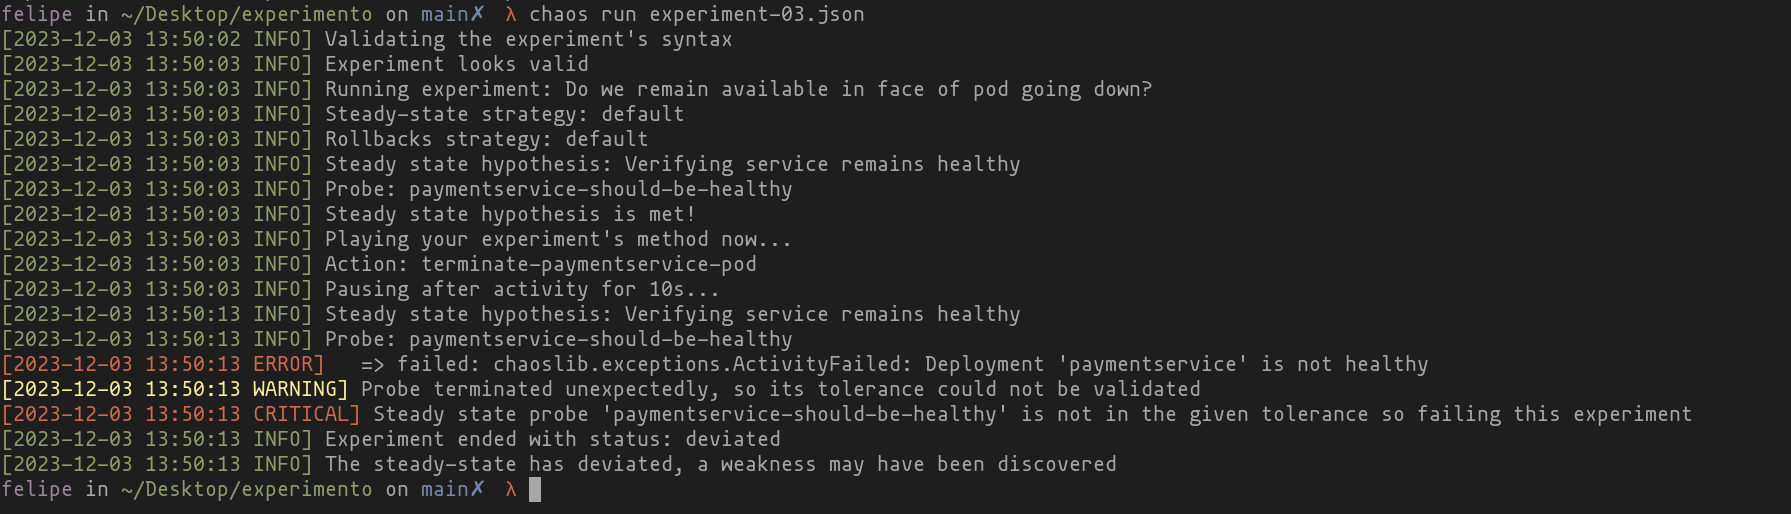 felipe in ~/Desktop/experimento on main✗ λ chaos run experiment-03.json
[2023-12-03 13:50:02 INFO] Validating the experiment's syntax
[2023-12-03 13:50:03 INFO] Experiment looks valid
[2023-12-03 13:50:03 INFO] Running experiment: Do we remain available in face of pod going down?
[2023-12-03 13:50:03 INFO] Steady-state strategy: default
[2023-12-03 13:50:03 INFO] Rollbacks strategy: default
[2023-12-03 13:50:03 INFO] Steady state hypothesis: Verifying service remains healthy
[2023-12-03 13:50:03 INFO] Probe: paymentservice-should-be-healthy
[2023-12-03 13:50:03 INFO] Steady state hypothesis is met!
[2023-12-03 13:50:03 INFO] Playing your experiment's method now...
[2023-12-03 13:50:03 INFO] Action: terminate-paymentservice-pod
[2023-12-03 13:50:03 INFO] Pausing after activity for 10s...
[2023-12-03 13:50:13 INFO] Steady state hypothesis: Verifying service remains healthy
[2023-12-03 13:50:13 INFO] Probe: paymentservice-should-be-healthy
[2023-12-03 13:50:13 ERROR]   => failed: chaoslib.exceptions.ActivityFailed: Deployment 'paymentservice' is not healthy
[2023-12-03 13:50:13 WARNING] Probe terminated unexpectedly, so its tolerance could not be validated
[2023-12-03 13:50:13 CRITICAL] Steady state probe 'paymentservice-should-be-healthy' is not in the given tolerance so failing this experiment
[2023-12-03 13:50:13 INFO] Experiment ended with status: deviated
[2023-12-03 13:50:13 INFO] The steady-state has deviated, a weakness may have been discovered
felipe in ~/Desktop/experimento on main✗ λ